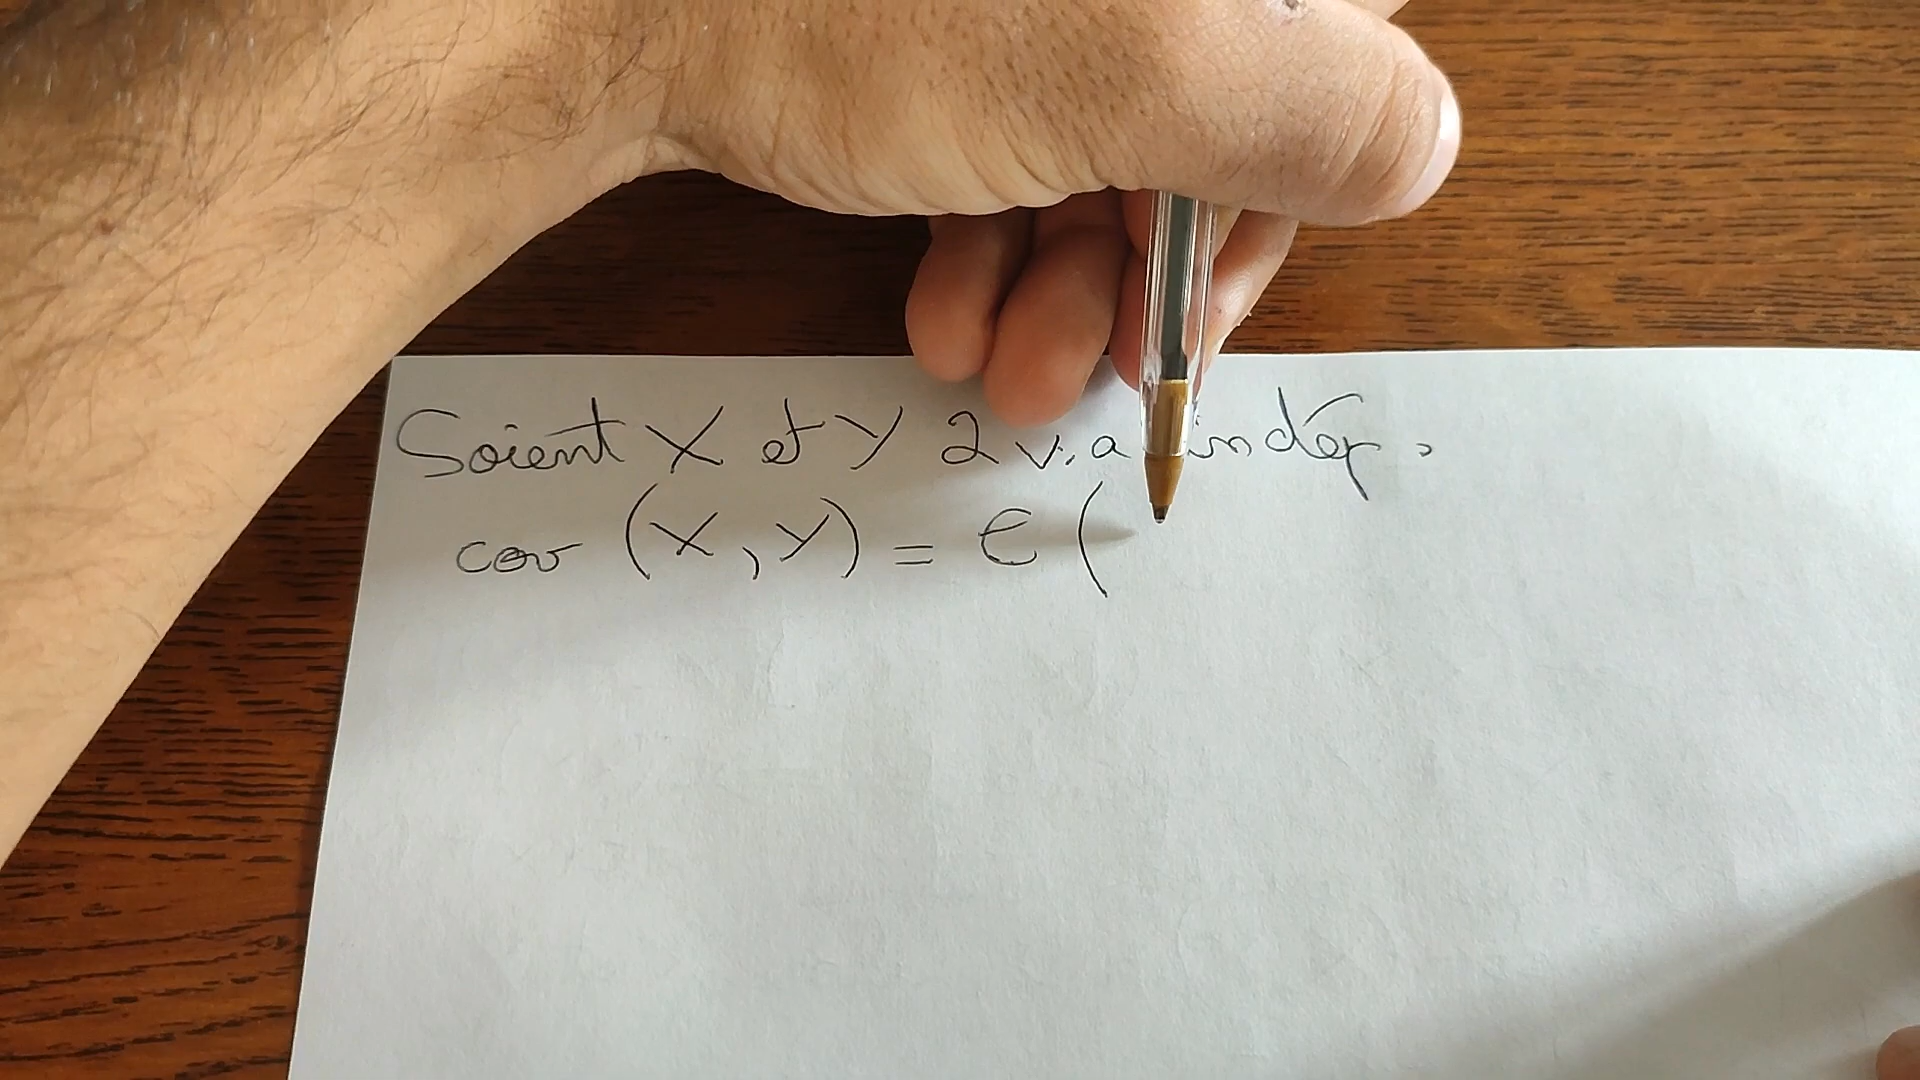 Soient X et Y 2 v.a indép.
cov (X, Y) = E (